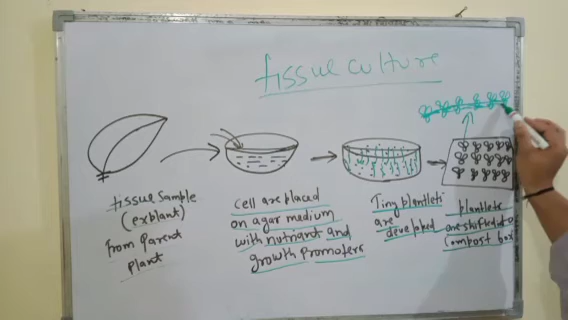 tissue culture
tissue sample
(explant)
from parent
plant
cell are placed
on agar medium
with nutrient and
growth promoters
Tiny plantlets
are
developed
plantlets
are shifted to
compost box